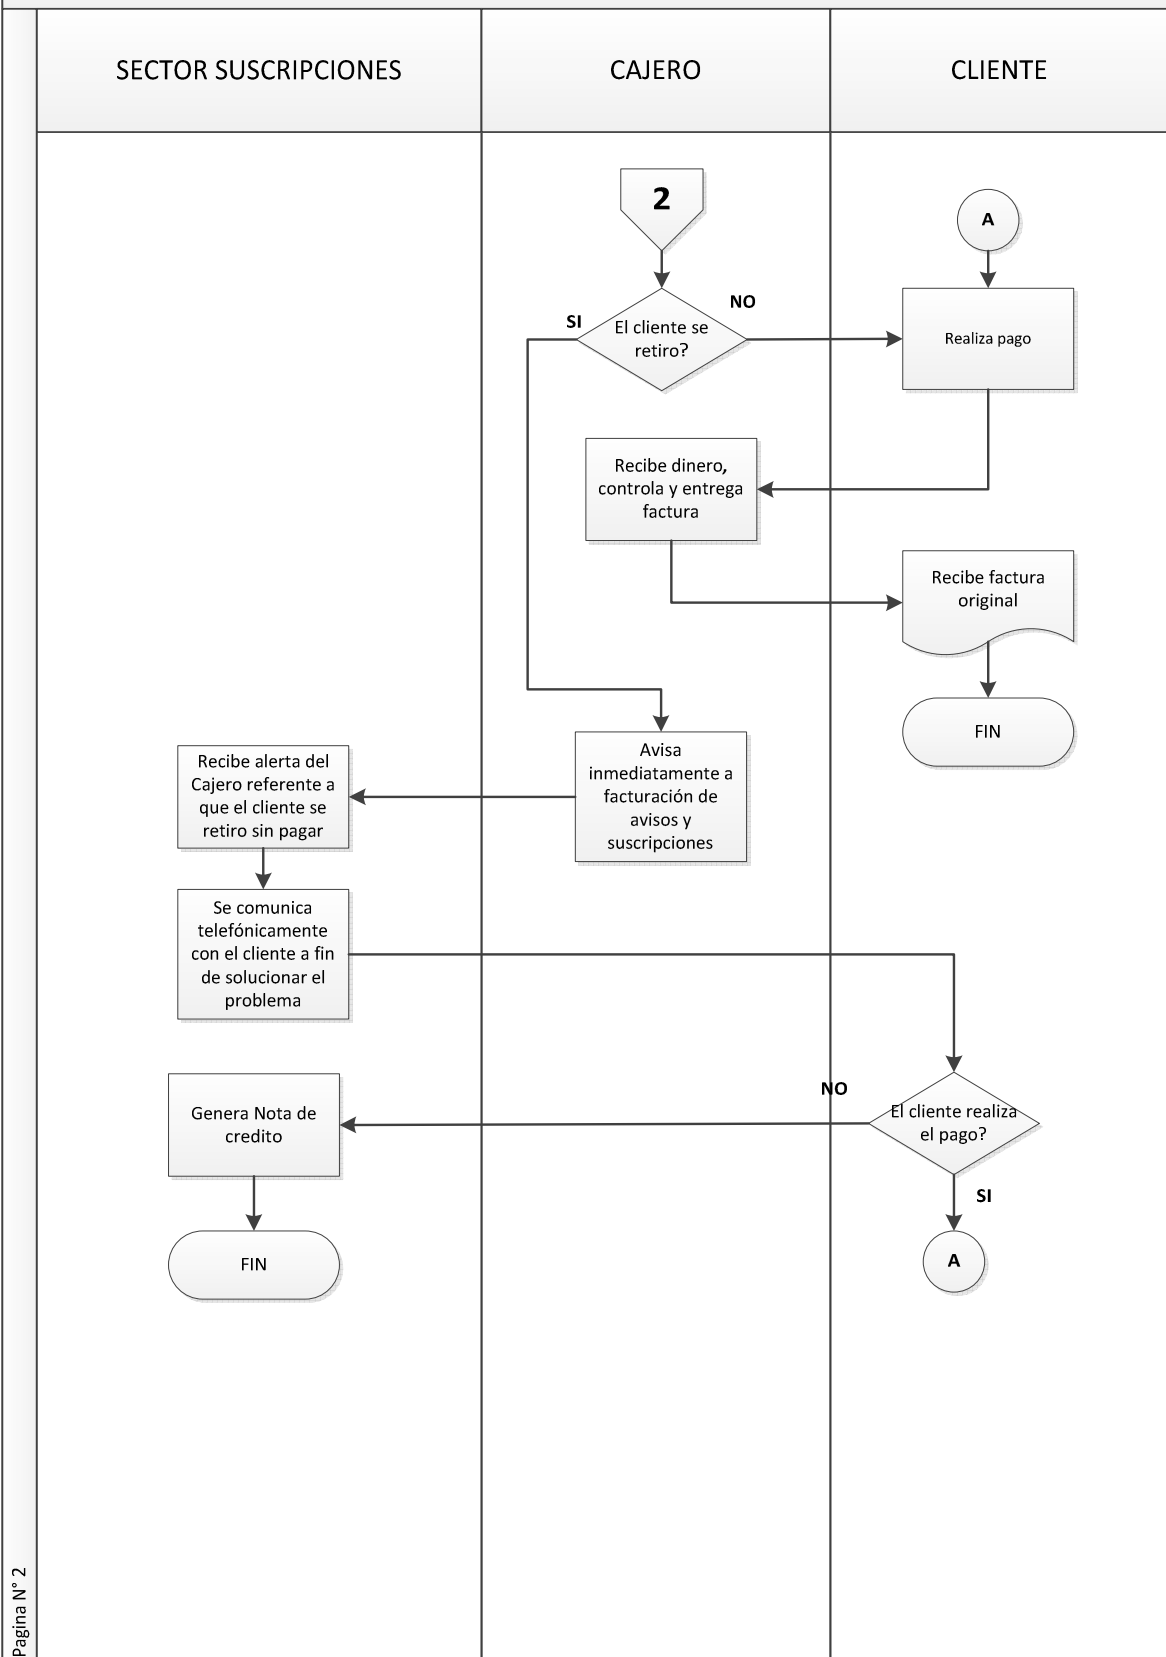 SECTOR SUSCRIPCIONES
CAJERO
CLIENTE
2
A
NO
SI
El cliente se
retiro?
Realiza pago
Recibe dinero,
controla y entrega
factura
Recibe factura
original
FIN
Avisa
inmediatamente a
facturación de
avisos y
suscripciones
Recibe alerta del
Cajero referente a
que el cliente se
retiro sin pagar
Se comunica
telefónicamente
con el cliente a fin
de solucionar el
problema
NO
El cliente realiza
el pago?
Genera Nota de
credito
SI
A
FIN
Pagina N° 2